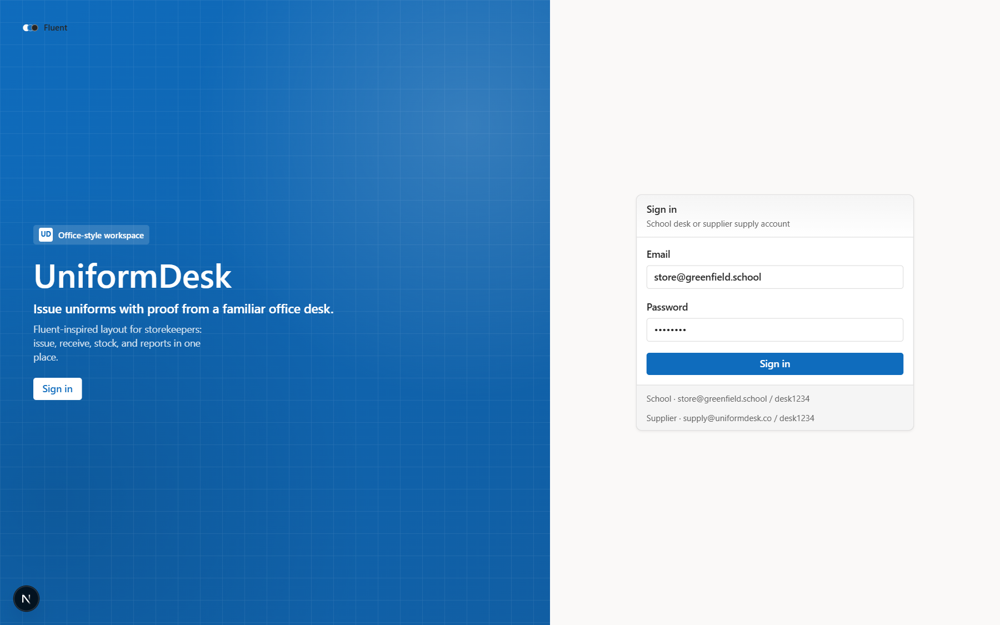 Fluent
UD Office-style workspace
UniformDesk
Issue uniforms with proof from a familiar office desk.
Fluent-inspired layout for storekeepers:
issue, receive, stock, and reports in one
place.
Sign in
Sign in
School desk or supplier supply account
Email
store@greenfield.school
Password
••••••••
Sign in
School · store@greenfield.school / desk1234
Supplier · supply@uniformdesk.co / desk1234
N